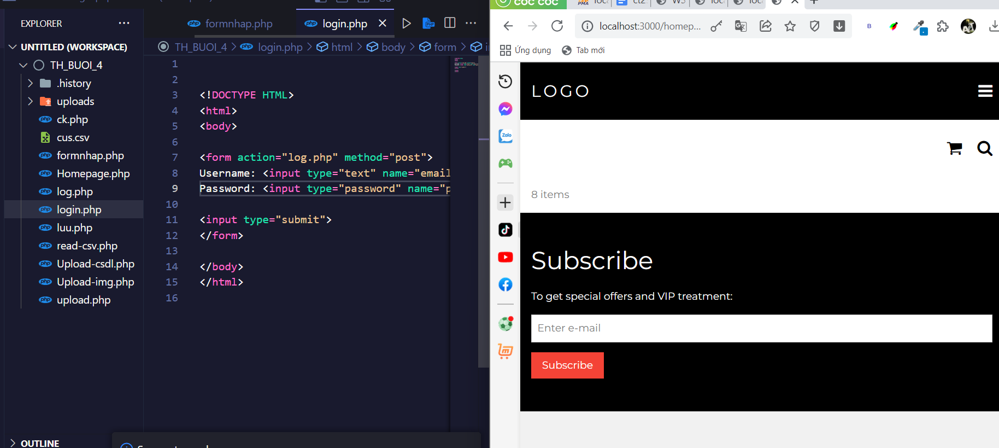 EXPLORER
UNTITLED (WORKSPACE)
TH_BUOI_4
.history
uploads
ck.php
cus.csv
formnhap.php
Homepage.php
log.php
login.php
luu.php
read-csv.php
Upload-csdl.php
Upload-img.php
upload.php
OUTLINE
formnhap.php
login.php
TH_BUOI_4 > login.php > html > body > form >
1
2
3 <!DOCTYPE HTML>
4 <html>
5 <body>
6
7 <form action="log.php" method="post">
8 Username: <input type="text" name="email
9 Password: <input type="password" name="p
10
11 <input type="submit">
12 </form>
13
14 </body>
15 </html>
16
localhost:3000/homep...
Ứng dụng
Tab mới
Zalo
LOGO
8 items
Subscribe
To get special offers and VIP treatment:
Enter e-mail
Subscribe